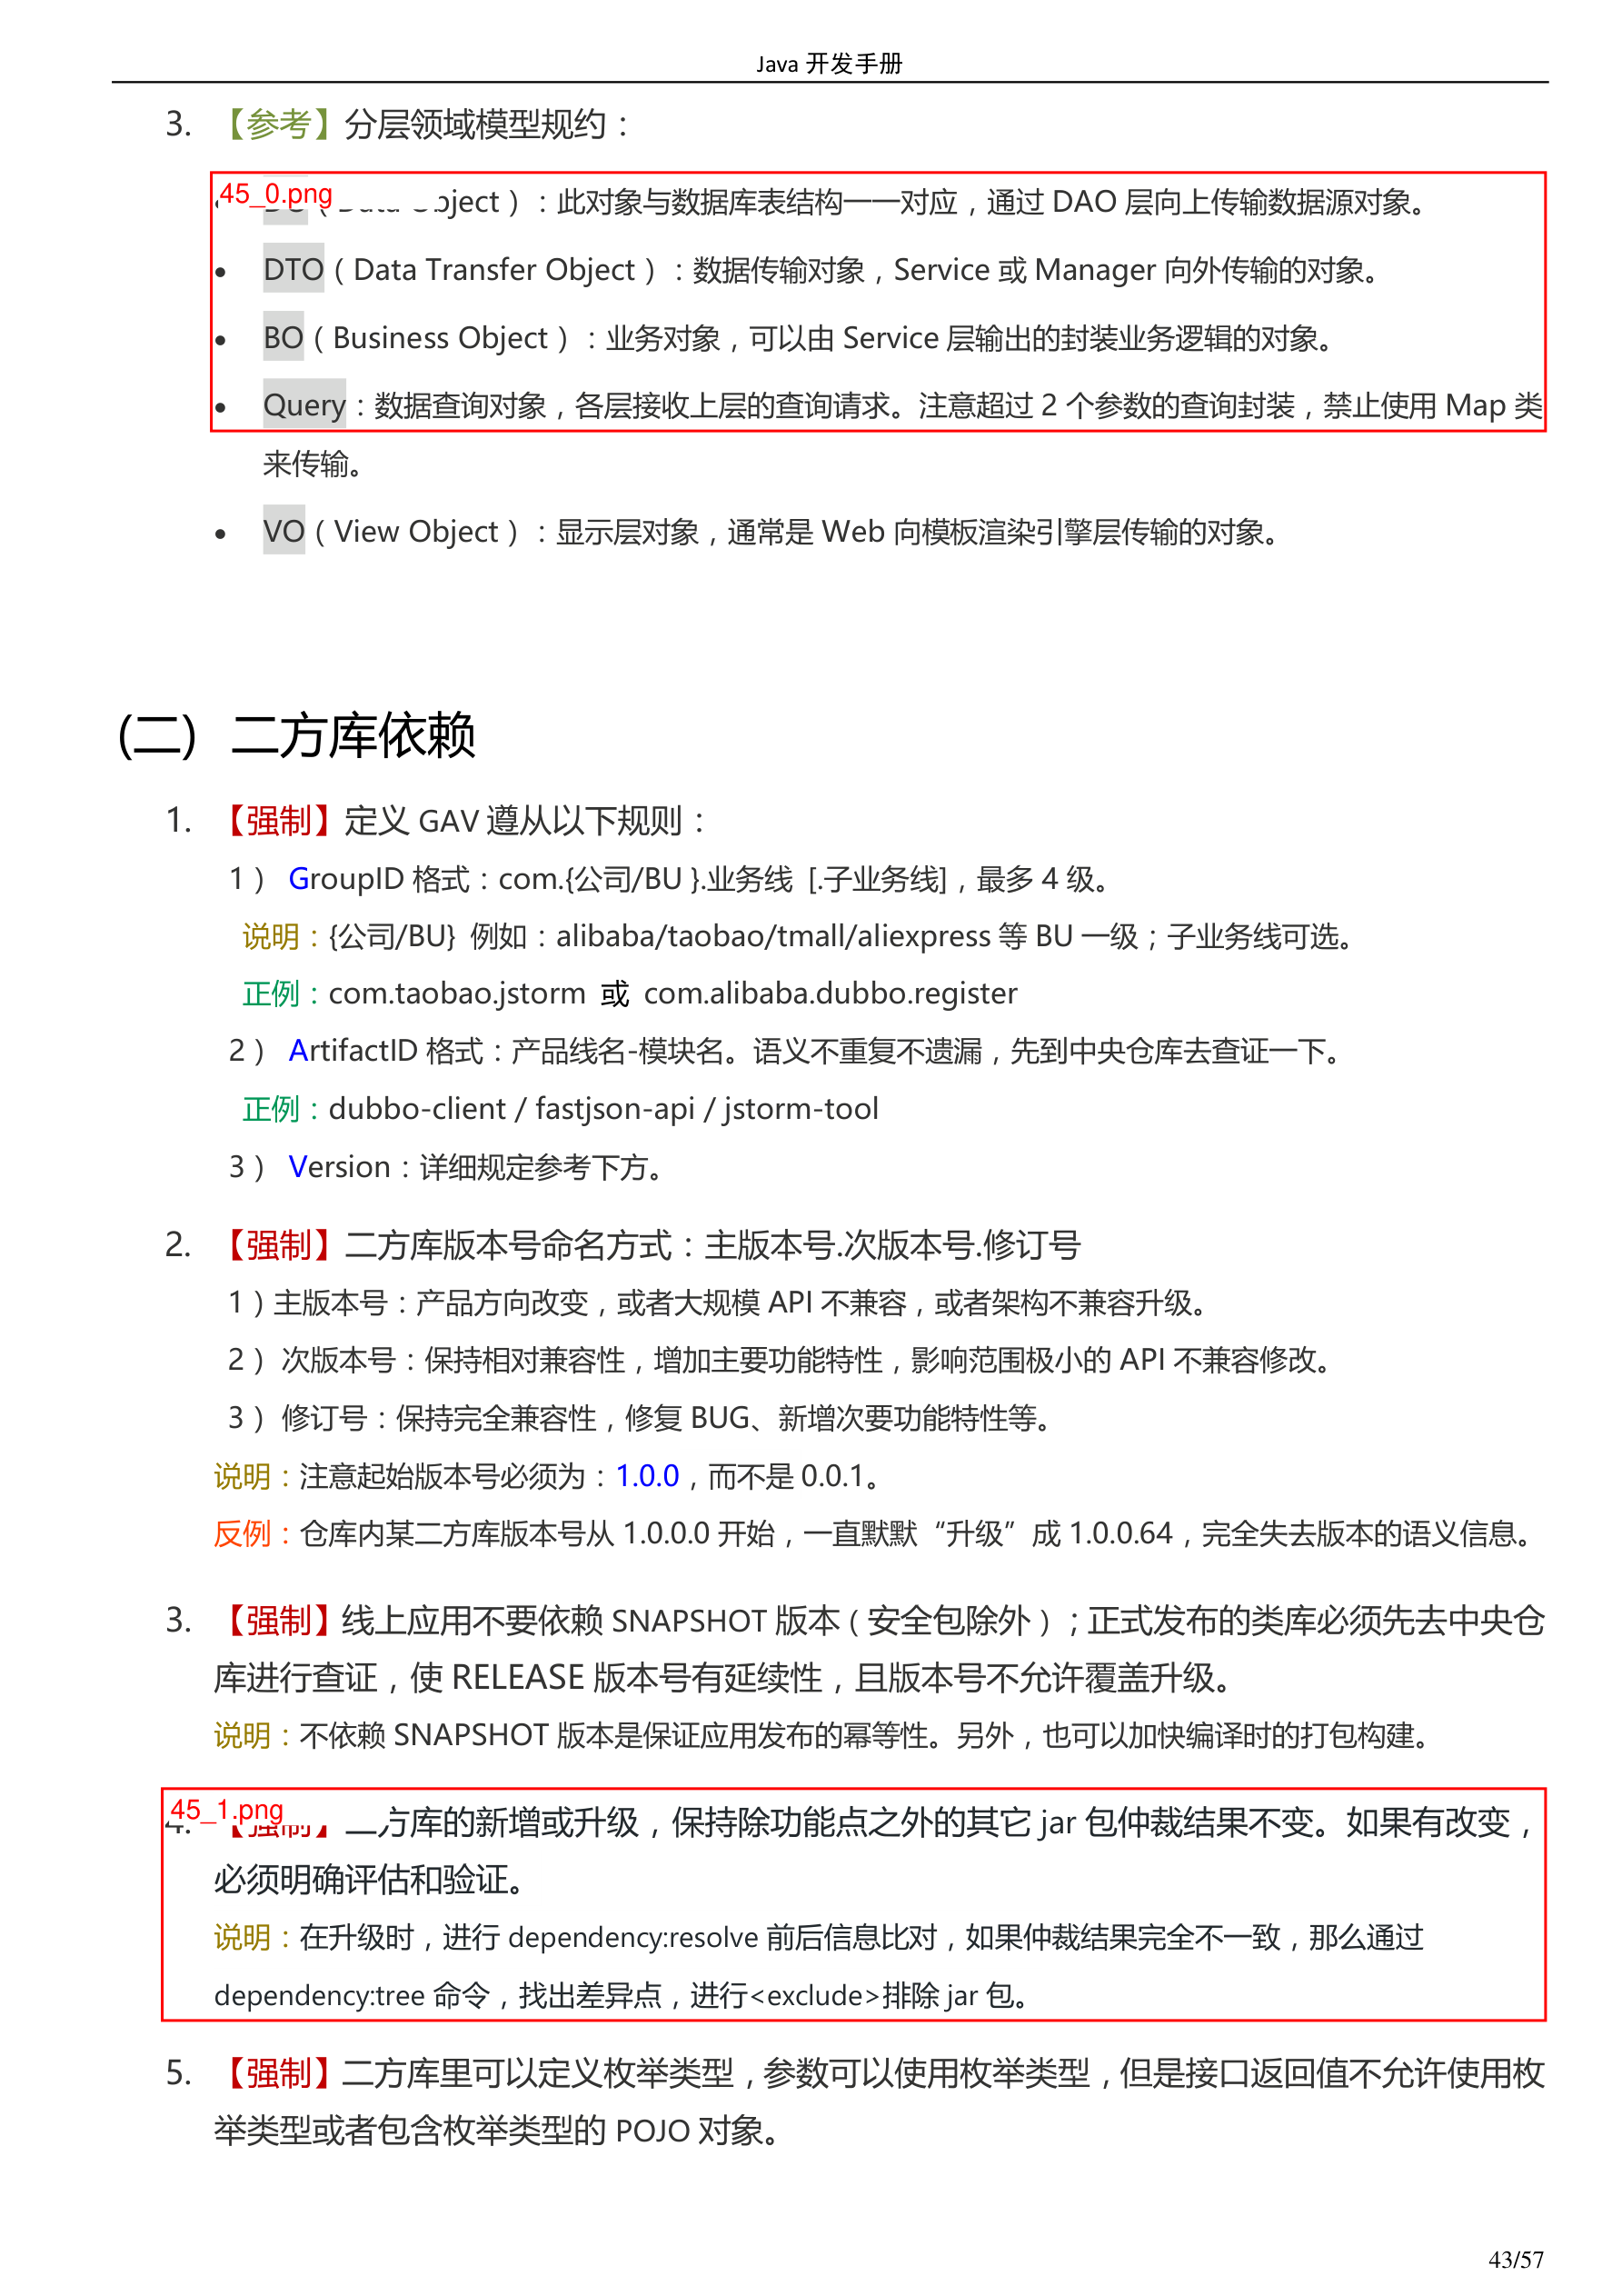 Java 开发手册
3. 【参考】分层领域模型规约：
45_0.png
ject）：此对象与数据库表结构一一对应，通过 DAO 层向上传输数据源对象。
● DTO（Data Transfer Object）：数据传输对象，Service 或 Manager 向外传输的对象。
● BO（Business Object）：业务对象，可以由 Service 层输出的封装业务逻辑的对象。
● Query：数据查询对象，各层接收上层的查询请求。注意超过 2 个参数的查询封装，禁止使用 Map 类
来传输。
● VO（View Object）：显示层对象，通常是 Web 向模板渲染引擎层传输的对象。
(二) 二方库依赖
1. 【强制】定义 GAV 遵从以下规则：
1） GroupID 格式：com.{公司/BU }.业务线 [.子业务线]，最多 4 级。
说明：{公司/BU} 例如：alibaba/taobao/tmall/aliexpress 等 BU 一级；子业务线可选。
正例：com.taobao.jstorm 或 com.alibaba.dubbo.register
2） ArtifactID 格式：产品线名-模块名。语义不重复不遗漏，先到中央仓库去查证一下。
正例：dubbo-client / fastjson-api / jstorm-tool
3） Version：详细规定参考下方。
2. 【强制】二方库版本号命名方式：主版本号.次版本号.修订号
1）主版本号：产品方向改变，或者大规模 API 不兼容，或者架构不兼容升级。
2） 次版本号：保持相对兼容性，增加主要功能特性，影响范围极小的 API 不兼容修改。
3） 修订号：保持完全兼容性，修复 BUG、新增次要功能特性等。
说明：注意起始版本号必须为：1.0.0，而不是 0.0.1。
反例：仓库内某二方库版本号从 1.0.0.0 开始，一直默默“升级”成 1.0.0.64，完全失去版本的语义信息。
3. 【强制】线上应用不要依赖 SNAPSHOT 版本（安全包除外）；正式发布的类库必须先去中央仓
库进行查证，使 RELEASE 版本号有延续性，且版本号不允许覆盖升级。
说明：不依赖 SNAPSHOT 版本是保证应用发布的幂等性。另外，也可以加快编译时的打包构建。
45_1.png
4. 【强制】二方库的新增或升级，保持除功能点之外的其它 jar 包仲裁结果不变。如果有改变，
必须明确评估和验证。
说明：在升级时，进行 dependency:resolve 前后信息比对，如果仲裁结果完全不一致，那么通过
dependency:tree 命令，找出差异点，进行<exclude>排除 jar 包。
5. 【强制】二方库里可以定义枚举类型，参数可以使用枚举类型，但是接口返回值不允许使用枚
举类型或者包含枚举类型的 POJO 对象。
43/57